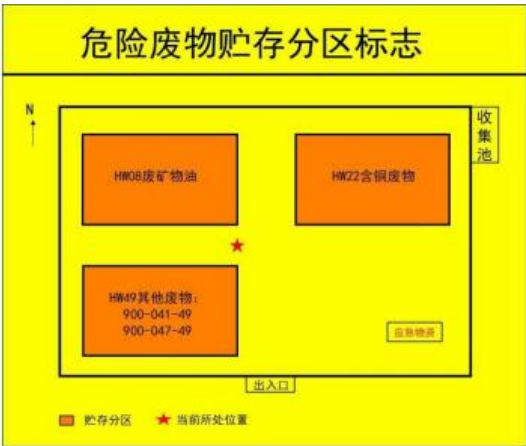 危险废物贮存分区标志
N
收集池
HW08废矿物油
HW22含铜废物
HW49其他废物：
900-041-49
900-047-49
应急物资
出入口
贮存分区
当前所处位置